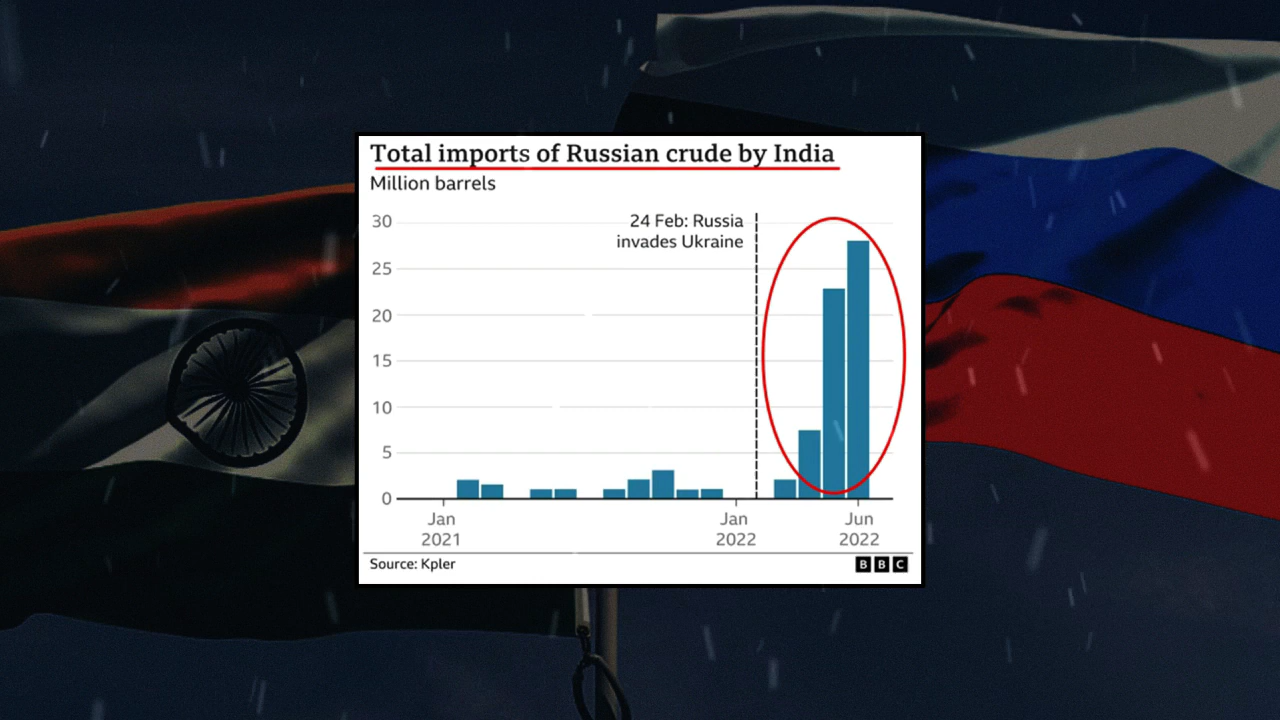 Total imports of Russian crude by India
Million barrels
30
24 Feb: Russia
invades Ukraine
25
20
15
10
5
0
Jan
2021
Jan
2022
Jun
2022
Source: Kpler
BBC